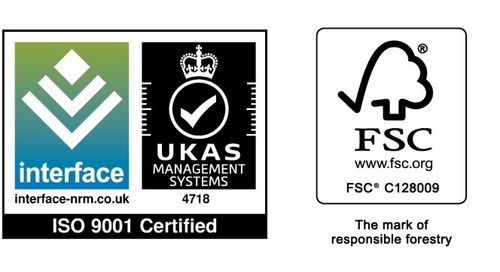 interface
interface-nrm.co.uk
UKAS
MANAGEMENT
SYSTEMS
4718
ISO 9001 Certified
®
FSC
www.fsc.org
FSC® C128009
The mark of
responsible forestry